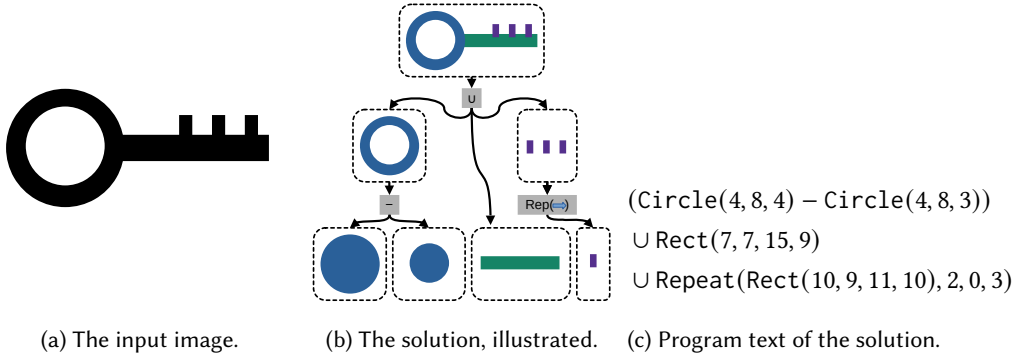 ∪
−
Rep(⇨)
(Circle(4, 8, 4) − Circle(4, 8, 3))
∪ Rect(7, 7, 15, 9)
∪ Repeat(Rect(10, 9, 11, 10), 2, 0, 3)
(a) The input image.
(b) The solution, illustrated.
(c) Program text of the solution.